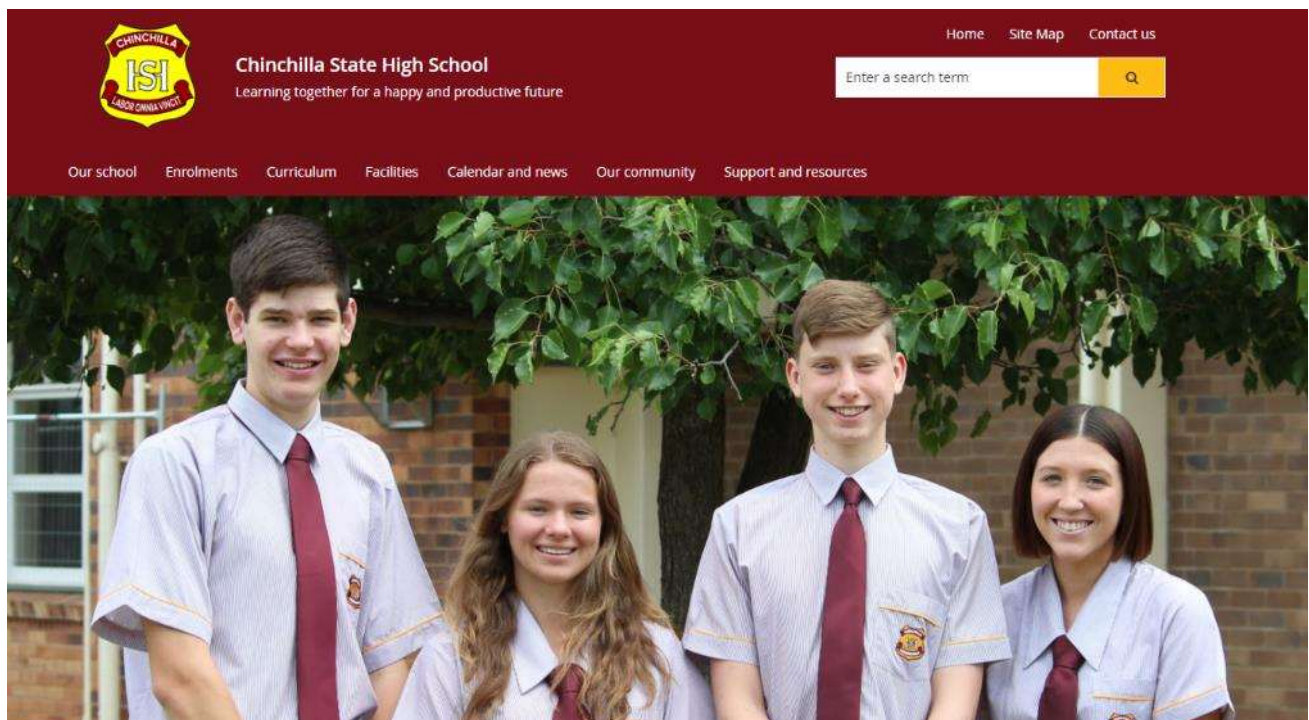 CHINCHILLA
HSH
LABOR OMNIA VINCIT
Chinchilla State High School
Learning together for a happy and productive future
Home Site Map Contact us
Enter a search term
Our school Enrolments Curriculum Facilities Calendar and news Our community Support and resources